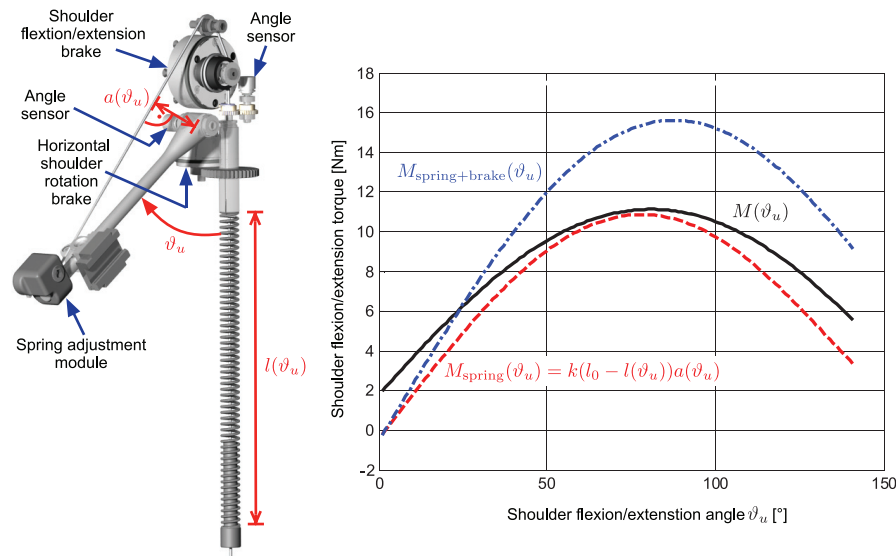 Shoulder
flextion/extension
brake
Angle
sensor
a(ϑu)
Angle
sensor
Horizontal
shoulder
rotation
brake
ϑu
l(ϑu)
Spring adjustment
module
Shoulder flexion/extension torque [Nm]
18
16
14
12
10
8
6
4
2
0
-2
Mspring+brake(ϑu)
M(ϑu)
Mspring(ϑu) = k(l0 − l(ϑu))a(ϑu)
0
50
100
150
Shoulder flexion/extenstion angle ϑu [°]